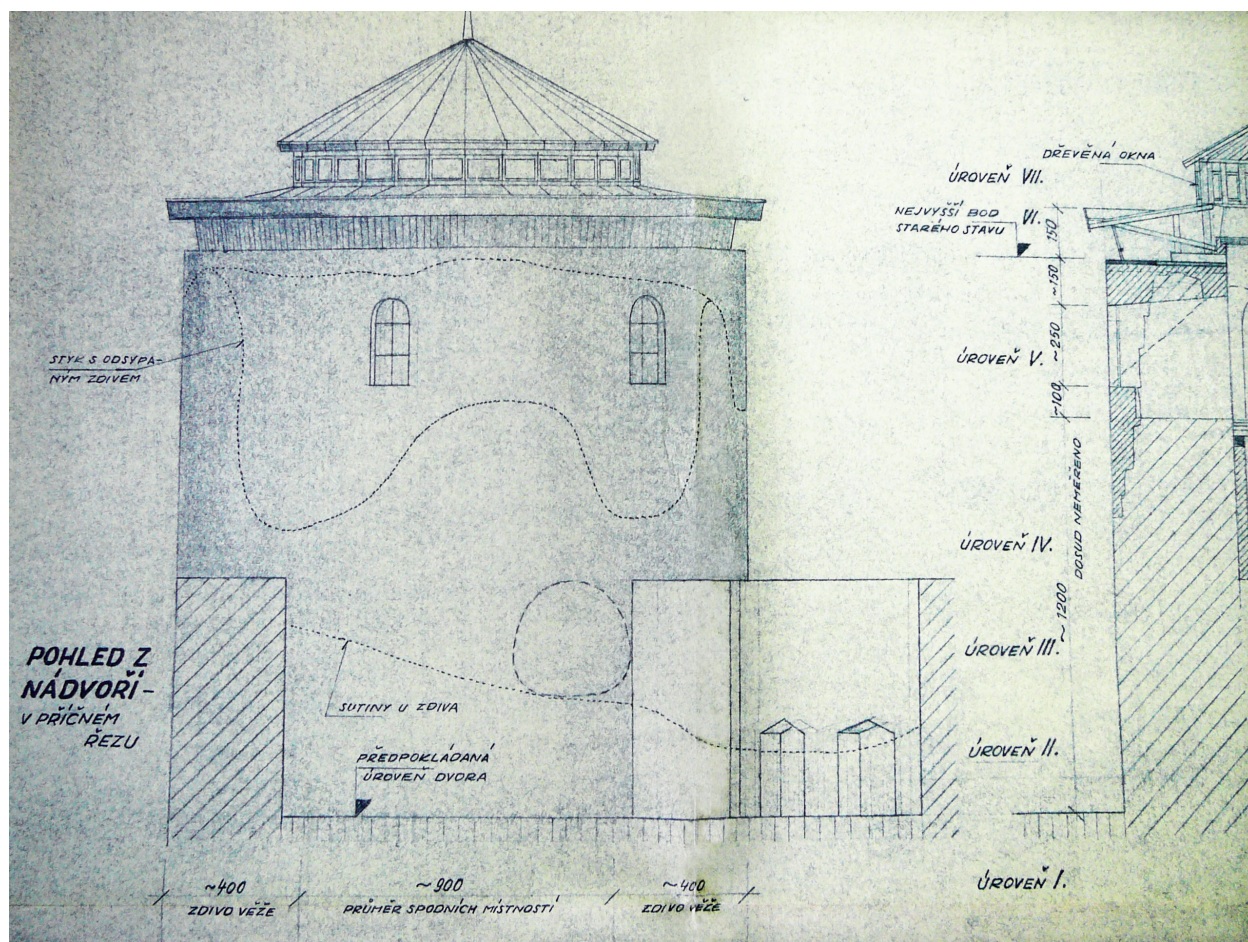 DŘEVĚNÁ OKNA
ÚROVEŇ VII.
NEJVYŠŠÍ BOD
STARÉHO STAVU
VI.
150
~150
STYK S ODSYPA-
NÝM ZDIVEM
ÚROVEŇ V.
~250
~100
DOSUD NEMĚŘENO
ÚROVEŇ IV.
~1200
POHLED Z
NÁDVOŘÍ-
V PŘÍČNÉM
ŘEZU
ÚROVEŇ III.
SUTINY U ZDIVA
PŘEDPOKLÁDANÁ
ÚROVEŇ DVORA
ÚROVEŇ II.
~400
ZDIVO VĚŽE
~900
PRŮMĚR SPODNÍCH MÍSTNOSTÍ
~400
ZDIVO VĚŽE
ÚROVEŇ I.